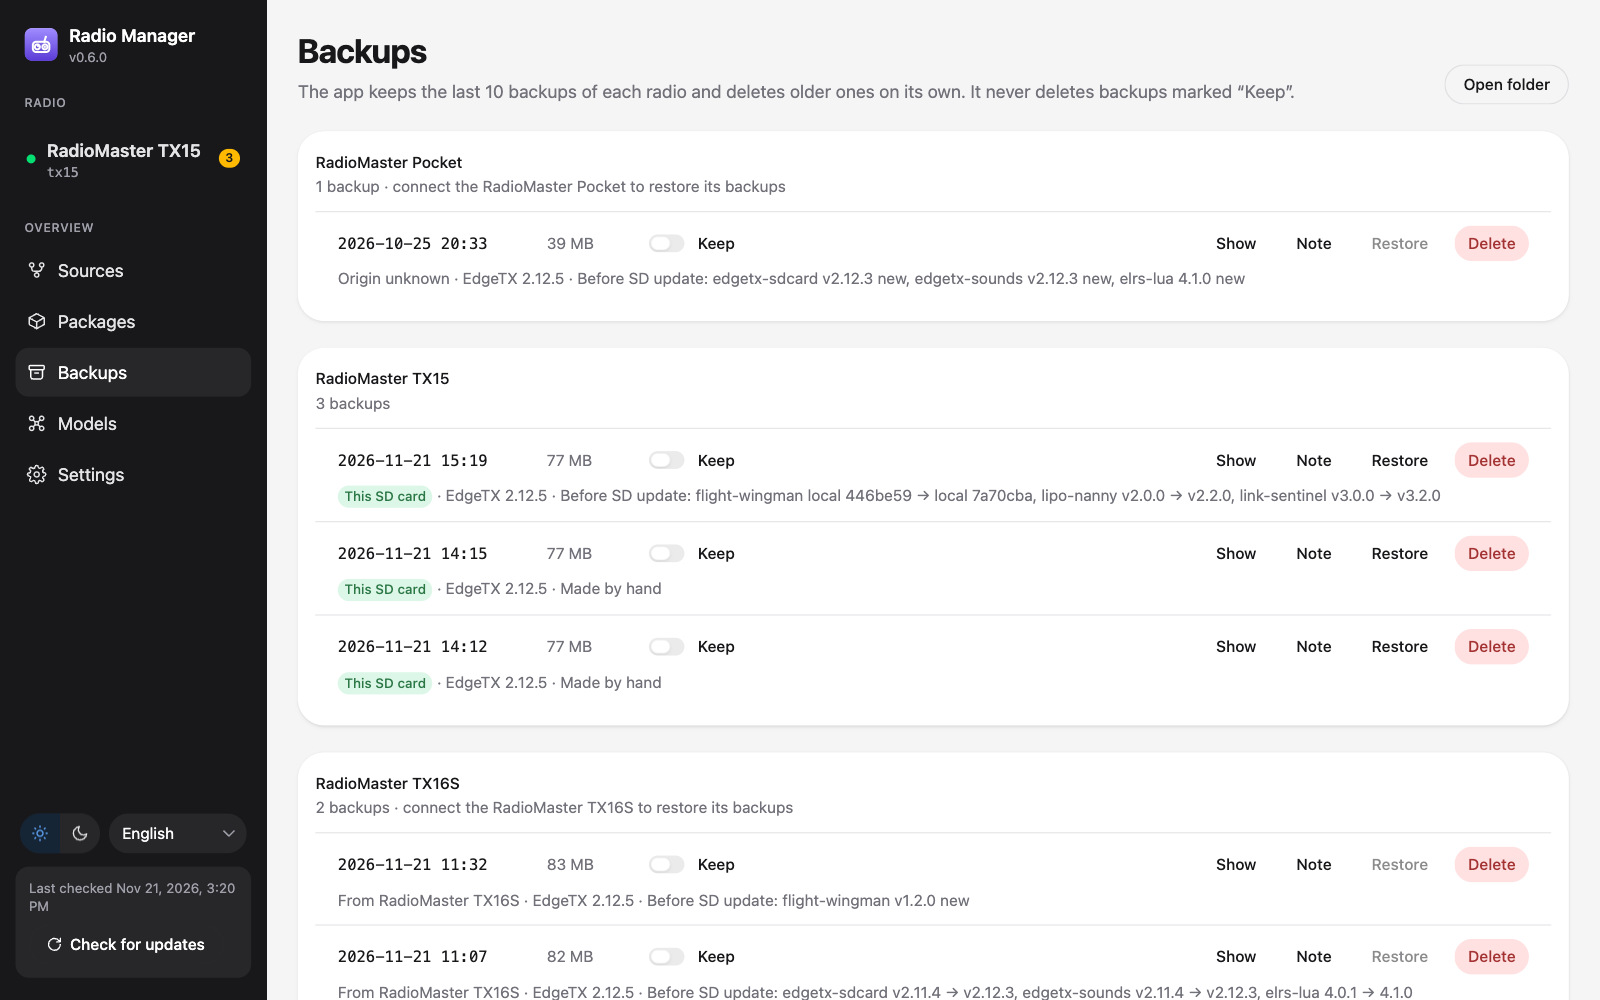 Radio Manager
v0.6.0
RADIO
RadioMaster TX15
3
tx15
OVERVIEW
Sources
Packages
Backups
Models
Settings
English
Last checked Nov 21, 2026, 3:20
PM
Check for updates
Backups
The app keeps the last 10 backups of each radio and deletes older ones on its own. It never deletes backups marked “Keep”.
Open folder
RadioMaster Pocket
1 backup · connect the RadioMaster Pocket to restore its backups
2026-10-25 20:33 39 MB Keep Show Note Restore Delete
Origin unknown · EdgeTX 2.12.5 · Before SD update: edgetx-sdcard v2.12.3 new, edgetx-sounds v2.12.3 new, elrs-lua 4.1.0 new
RadioMaster TX15
3 backups
2026-11-21 15:19 77 MB Keep Show Note Restore Delete
This SD card · EdgeTX 2.12.5 · Before SD update: flight-wingman local 446be59 → local 7a70cba, lipo-nanny v2.0.0 → v2.2.0, link-sentinel v3.0.0 → v3.2.0
2026-11-21 14:15 77 MB Keep Show Note Restore Delete
This SD card · EdgeTX 2.12.5 · Made by hand
2026-11-21 14:12 77 MB Keep Show Note Restore Delete
This SD card · EdgeTX 2.12.5 · Made by hand
RadioMaster TX16S
2 backups · connect the RadioMaster TX16S to restore its backups
2026-11-21 11:32 83 MB Keep Show Note Restore Delete
From RadioMaster TX16S · EdgeTX 2.12.5 · Before SD update: flight-wingman v1.2.0 new
2026-11-21 11:07 82 MB Keep Show Note Restore Delete
From RadioMaster TX16S · EdgeTX 2.12.5 · Before SD update: edgetx-sdcard v2.11.4 → v2.12.3, edgetx-sounds v2.11.4 → v2.12.3, elrs-lua 4.0.1 → 4.1.0